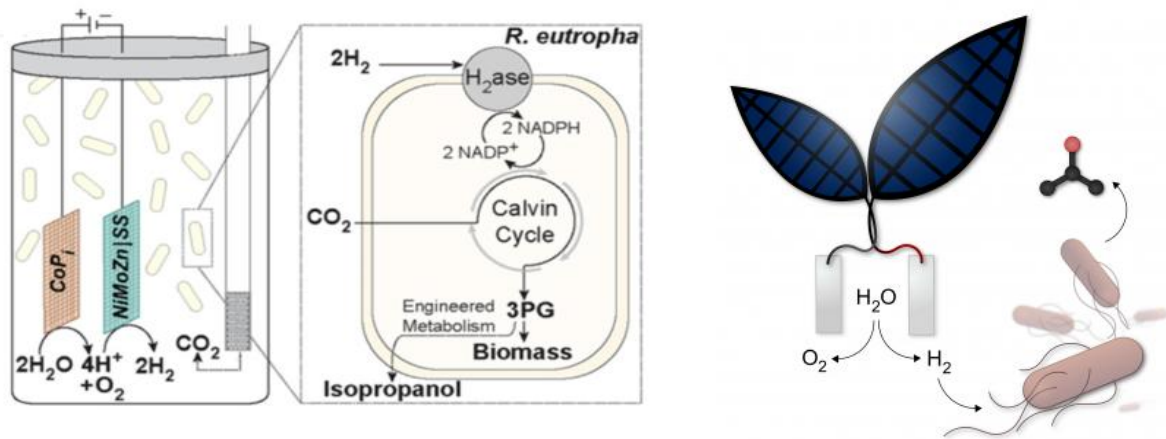 + −
CoPᵢ
NiMoZn|SS
2H₂O 4H⁺ 2H₂
+O₂
CO₂
R. eutropha
2H₂
H₂ase
2 NADPH
2 NADP⁺
CO₂
Calvin
Cycle
Engineered
Metabolism
3PG
Biomass
Isopropanol
H₂O
O₂ H₂